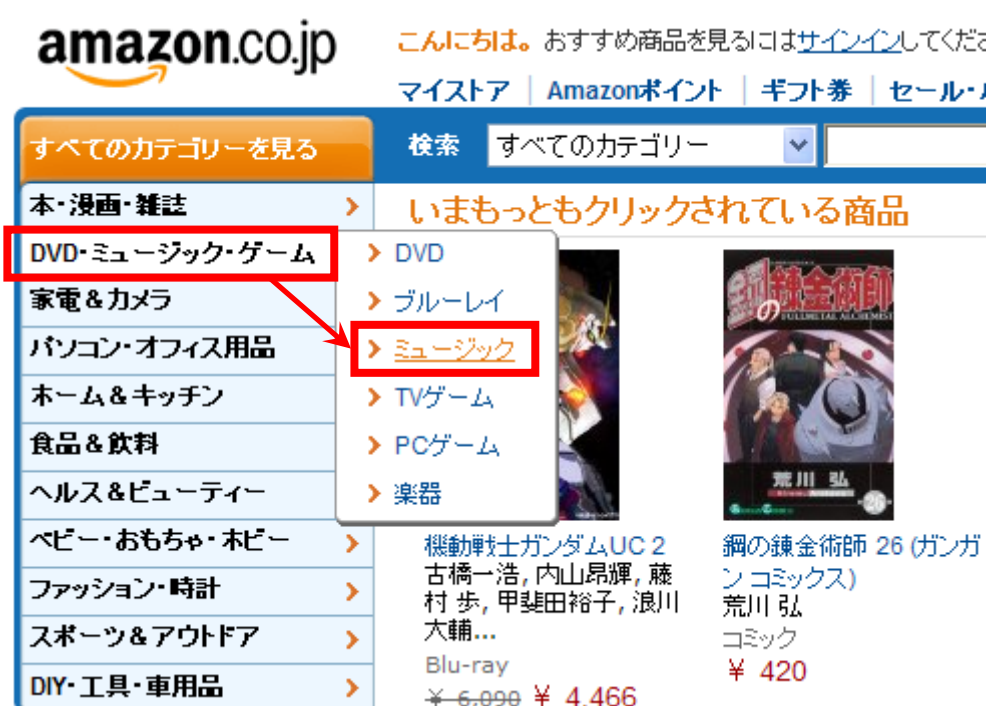 amazon.co.jp
こんにちは。おすすめ商品を見るにはサインインしてくだ
マイストア | Amazonポイント | ギフト券 | セール・
すべてのカテゴリーを見る
検索 すべてのカテゴリー
本・漫画・雑誌
DVD・ミュージック・ゲーム
家電&カメラ
パソコン・オフィス用品
ホーム&キッチン
食品&飲料
ヘルス&ビューティー
ベビー・おもちゃ・ホビー
ファッション・時計
スポーツ&アウトドア
DIY・工具・車用品
DVD
ブルーレイ
ミュージック
TVゲーム
PCゲーム
楽器
いまもっともクリックされている商品
機動戦士ガンダムUC 2
古橋一浩, 内山昂輝, 藤
村 歩, 甲斐田裕子, 浪川
大輔...
Blu-ray
¥ 6,090 ¥ 4,466
鋼の錬金術師
FULLMETAL ALCHEMIST
荒川 弘
26
鋼の錬金術師 26 (ガンガ
ン コミックス)
荒川 弘
コミック
¥ 420